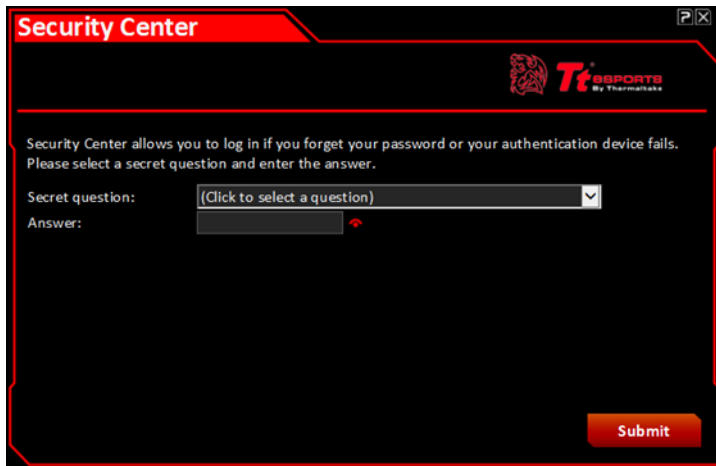 Security Center
Tt eSPORTS
By Thermaltake
Security Center allows you to log in if you forget your password or your authentication device fails.
Please select a secret question and enter the answer.
Secret question: (Click to select a question)
Answer:
Submit